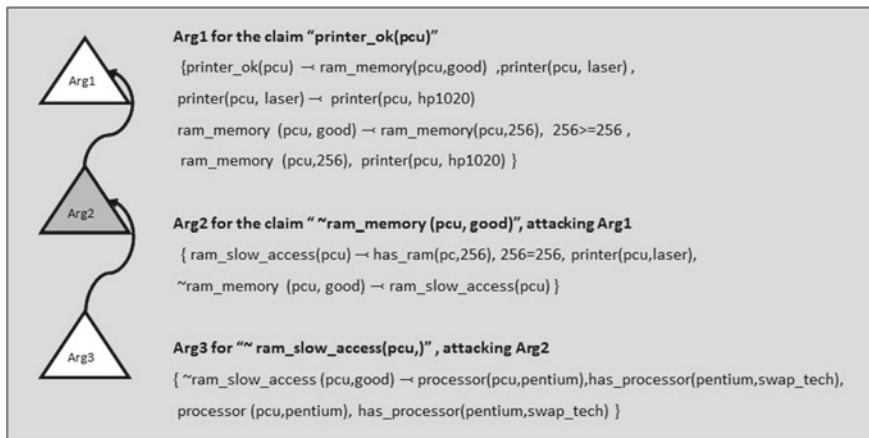 Arg1 for the claim “printer_ok(pcu)”
{printer_ok(pcu) ⤙ ram_memory(pcu,good) ,printer(pcu, laser) ,
Arg1
printer(pcu, laser) ⤙ printer(pcu, hp1020)
ram_memory (pcu, good) ⤙ ram_memory(pcu,256), 256>=256 ,
ram_memory (pcu,256), printer(pcu, hp1020) }
Arg2
Arg2 for the claim “ ~ram_memory (pcu, good)”, attacking Arg1
{ ram_slow_access(pcu) ⤙ has_ram(pc,256), 256=256, printer(pcu,laser),
~ram_memory (pcu, good) ⤙ ram_slow_access(pcu) }
Arg3
Arg3 for “~ ram_slow_access(pcu,)” , attacking Arg2
{ ~ram_slow_access (pcu,good) ⤙ processor(pcu,pentium),has_processor(pentium,swap_tech),
processor (pcu,pentium), has_processor(pentium,swap_tech) }